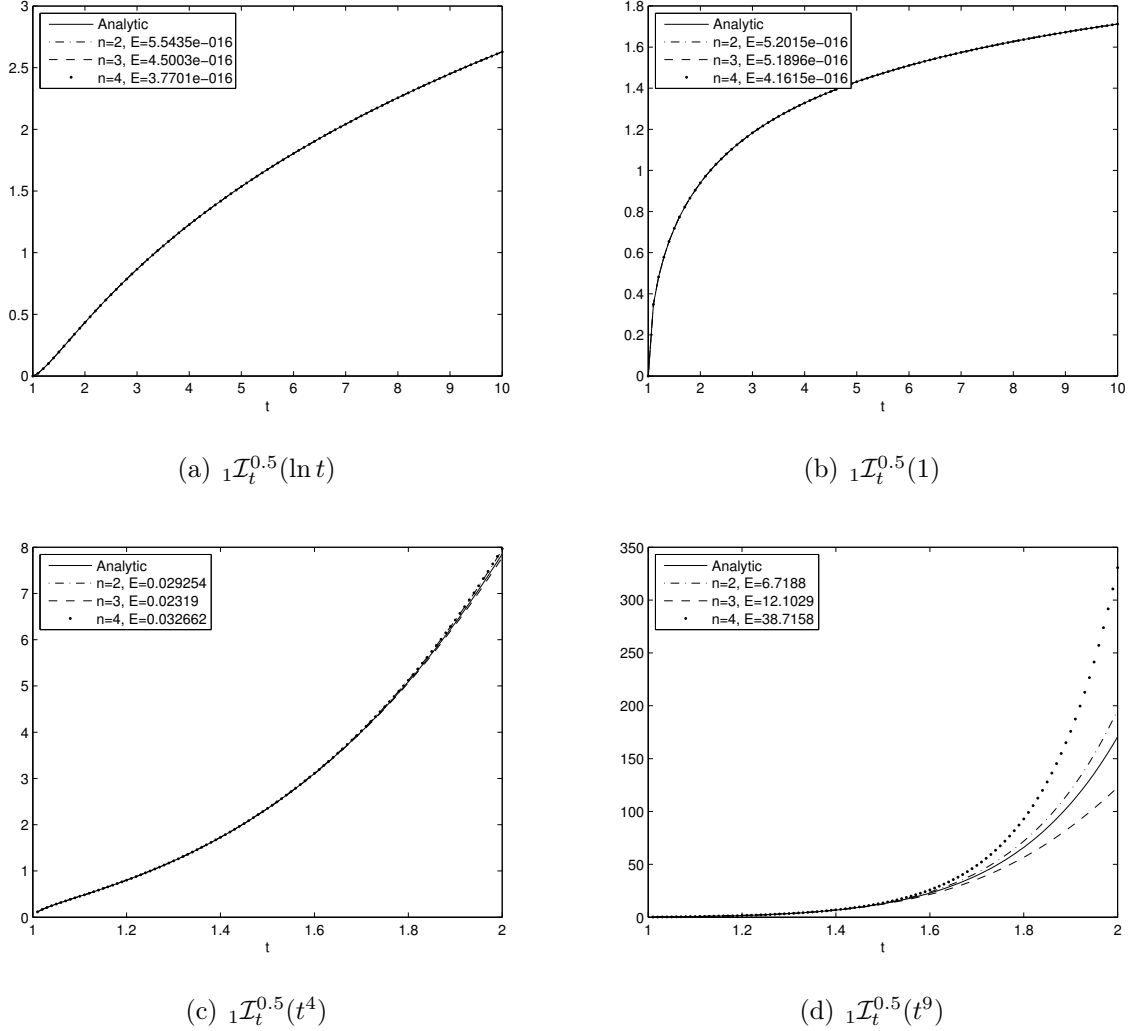 Analytic
n=2, E=5.5435e-016
n=3, E=4.5003e-016
n=4, E=3.7701e-016
3
2.5
2
1.5
1
0.5
0
1 2 3 4 5 6 7 8 9 10
t
(a) ₁ℐₜ^0.5(ln t)
Analytic
n=2, E=5.2015e-016
n=3, E=5.1896e-016
n=4, E=4.1615e-016
1.8
1.6
1.4
1.2
1
0.8
0.6
0.4
0.2
0
1 2 3 4 5 6 7 8 9 10
t
(b) ₁ℐₜ^0.5(1)
Analytic
n=2, E=0.029254
n=3, E=0.02319
n=4, E=0.032662
8
7
6
5
4
3
2
1
0
1 1.2 1.4 1.6 1.8 2
t
(c) ₁ℐₜ^0.5(t⁴)
Analytic
n=2, E=6.7188
n=3, E=12.1029
n=4, E=38.7158
350
300
250
200
150
100
50
0
1 1.2 1.4 1.6 1.8 2
t
(d) ₁ℐₜ^0.5(t⁹)